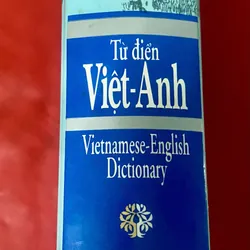 Từ điển
Việt-Anh
Vietnamese-English
Dictionary